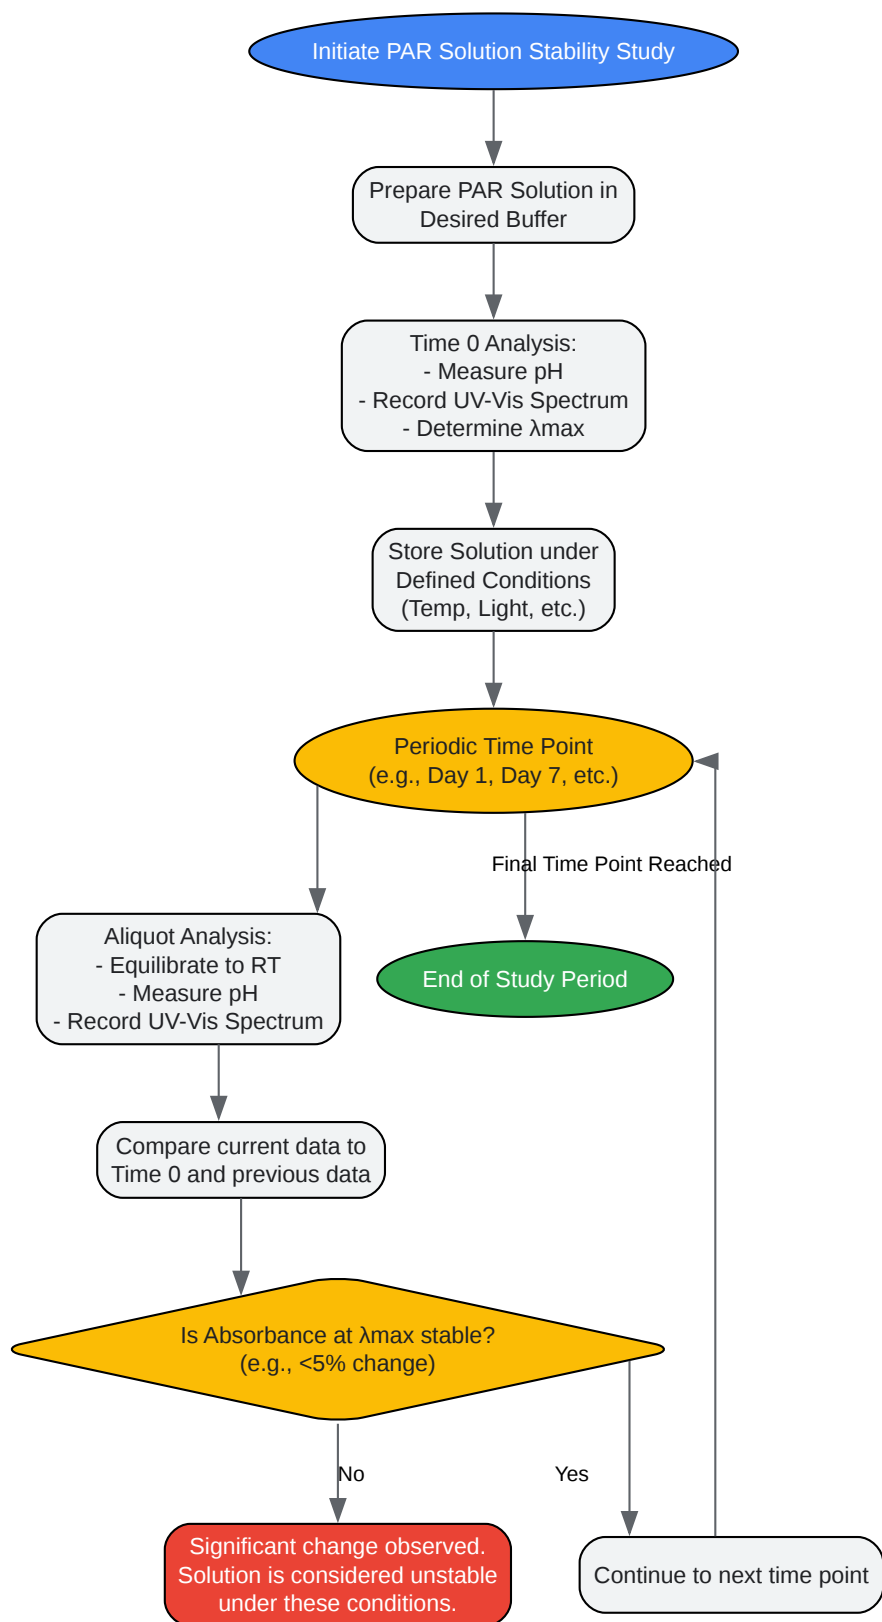 Initiate PAR Solution Stability Study
Prepare PAR Solution in
Desired Buffer
Time 0 Analysis:
- Measure pH
- Record UV-Vis Spectrum
- Determine λmax
Store Solution under
Defined Conditions
(Temp, Light, etc.)
Periodic Time Point
(e.g., Day 1, Day 7, etc.)
Final Time Point Reached
Aliquot Analysis:
- Equilibrate to RT
- Measure pH
- Record UV-Vis Spectrum
End of Study Period
Compare current data to
Time 0 and previous data
Is Absorbance at λmax stable?
(e.g., <5% change)
No
Yes
Significant change observed.
Solution is considered unstable
under these conditions.
Continue to next time point